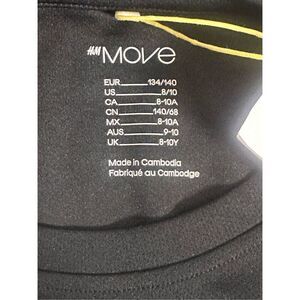 H&M MOVE
EUR 134/140
US 8/10
CA 8-10A
CN 140/68
MX 8-10A
AUS 9-10
UK 8-10Y
Made in Cambodia
Fabriqué au Cambodge